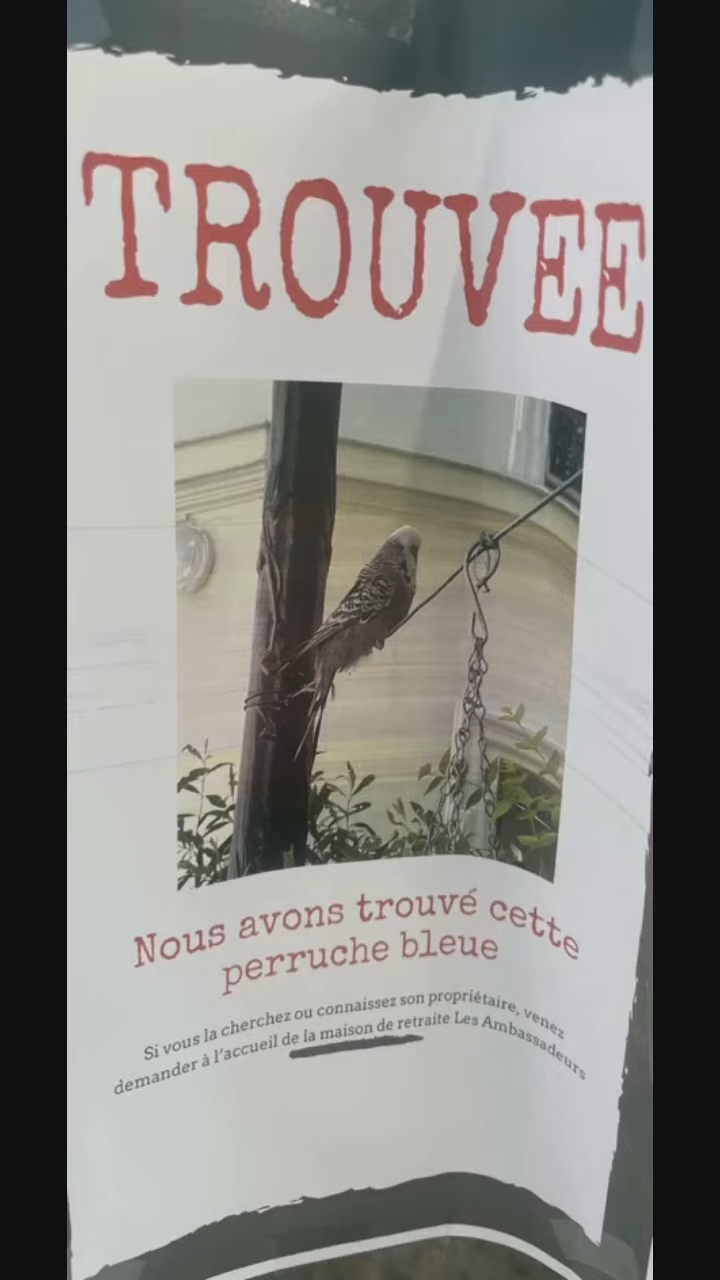 TROUVEE
Nous avons trouvé cette
perruche bleue
Si vous la cherchez ou connaissez son propriétaire, venez
demander à l'accueil de la maison de retraite Les Ambassadeurs